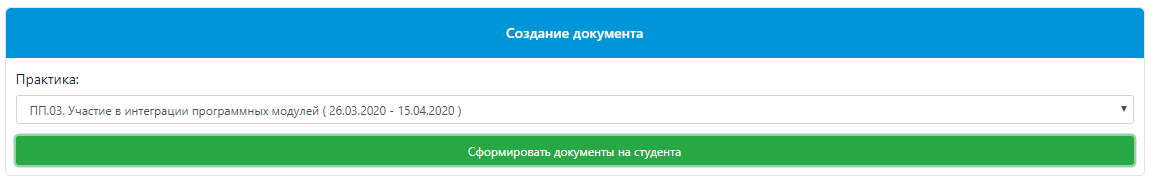 Создание документа
Практика:
ПП.03. Участие в интеграции программных модулей ( 26.03.2020 - 15.04.2020 )
Сформировать документы на студента